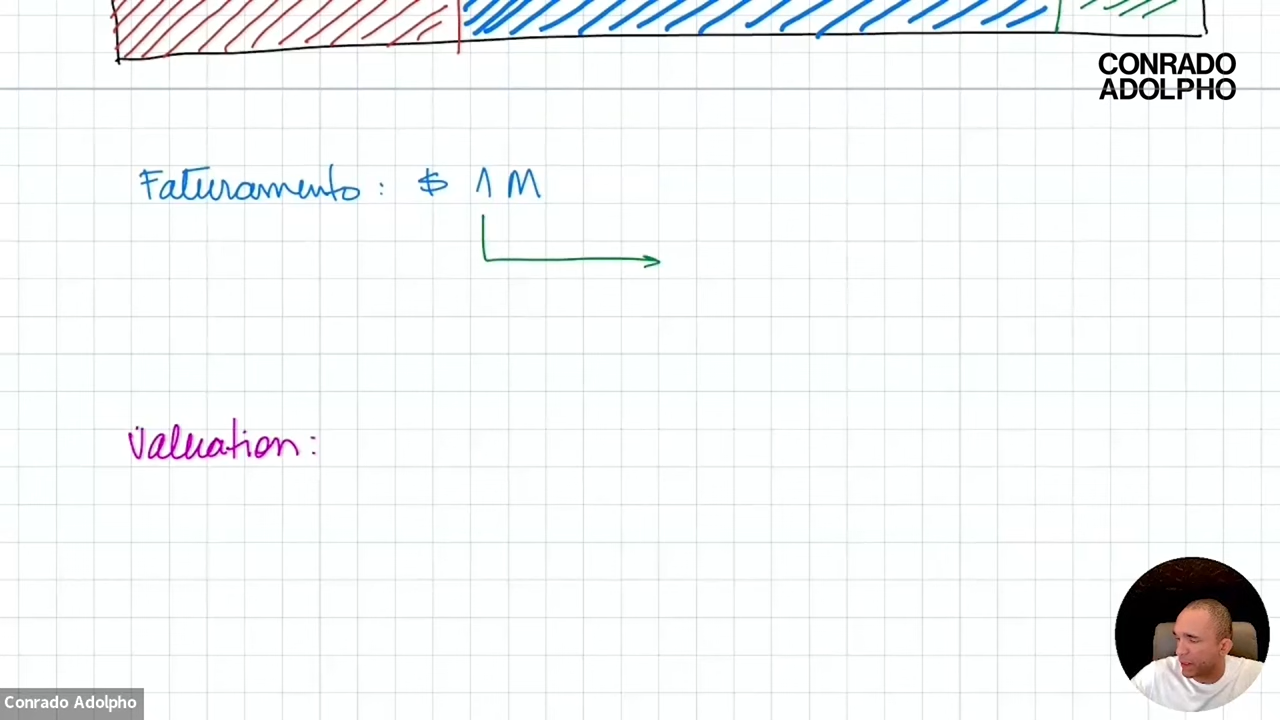 CONRADO
ADOLPHO
Faturamento: $ 1 M
Valuation:
Conrado Adolpho